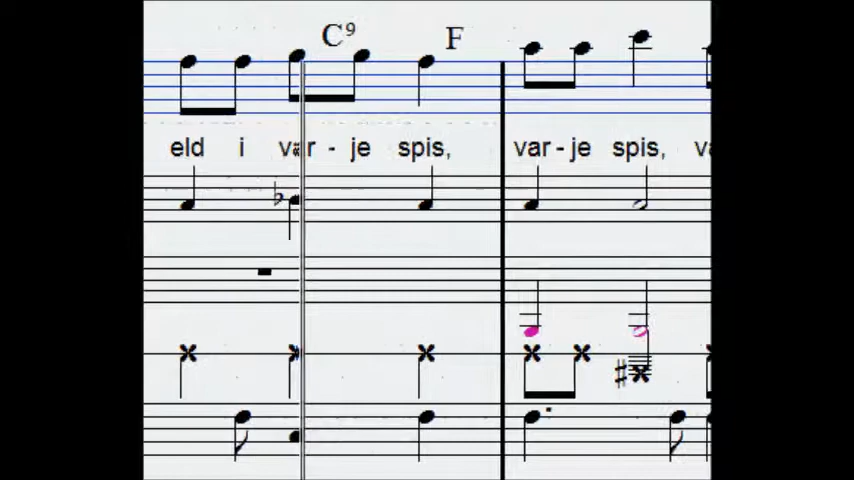 C9 F
eld i var - je spis, var - je spis,